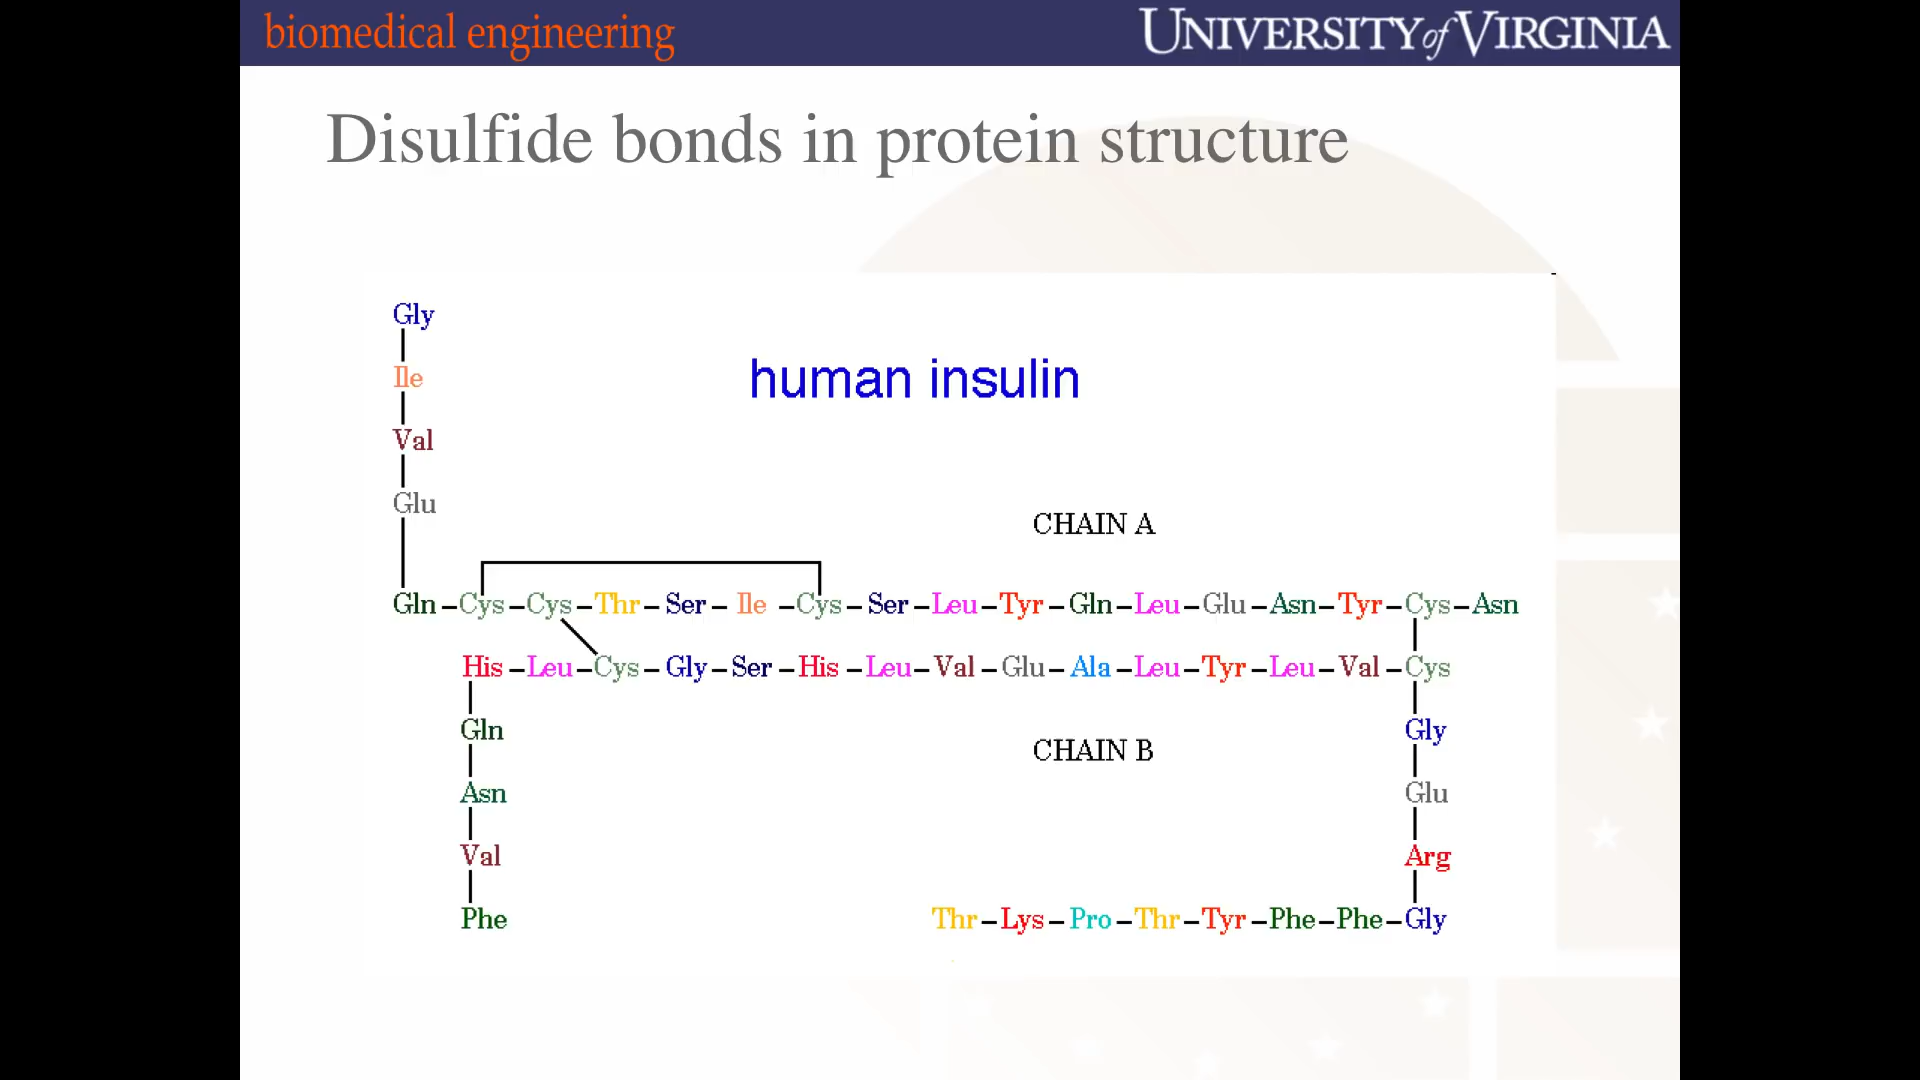 biomedical engineering
UNIVERSITY of VIRGINIA
Disulfide bonds in protein structure
human insulin
Gly
Ile
Val
Glu
CHAIN A
Gln–Cys–Cys–Thr–Ser–Ile–Cys–Ser–Leu–Tyr–Gln–Leu–Glu–Asn–Tyr–Cys–Asn
His–Leu–Cys–Gly–Ser–His–Leu–Val–Glu–Ala–Leu–Tyr–Leu–Val–Cys
Gln
Gly
CHAIN B
Asn
Glu
Val
Arg
Phe
Thr–Lys–Pro–Thr–Tyr–Phe–Phe–Gly